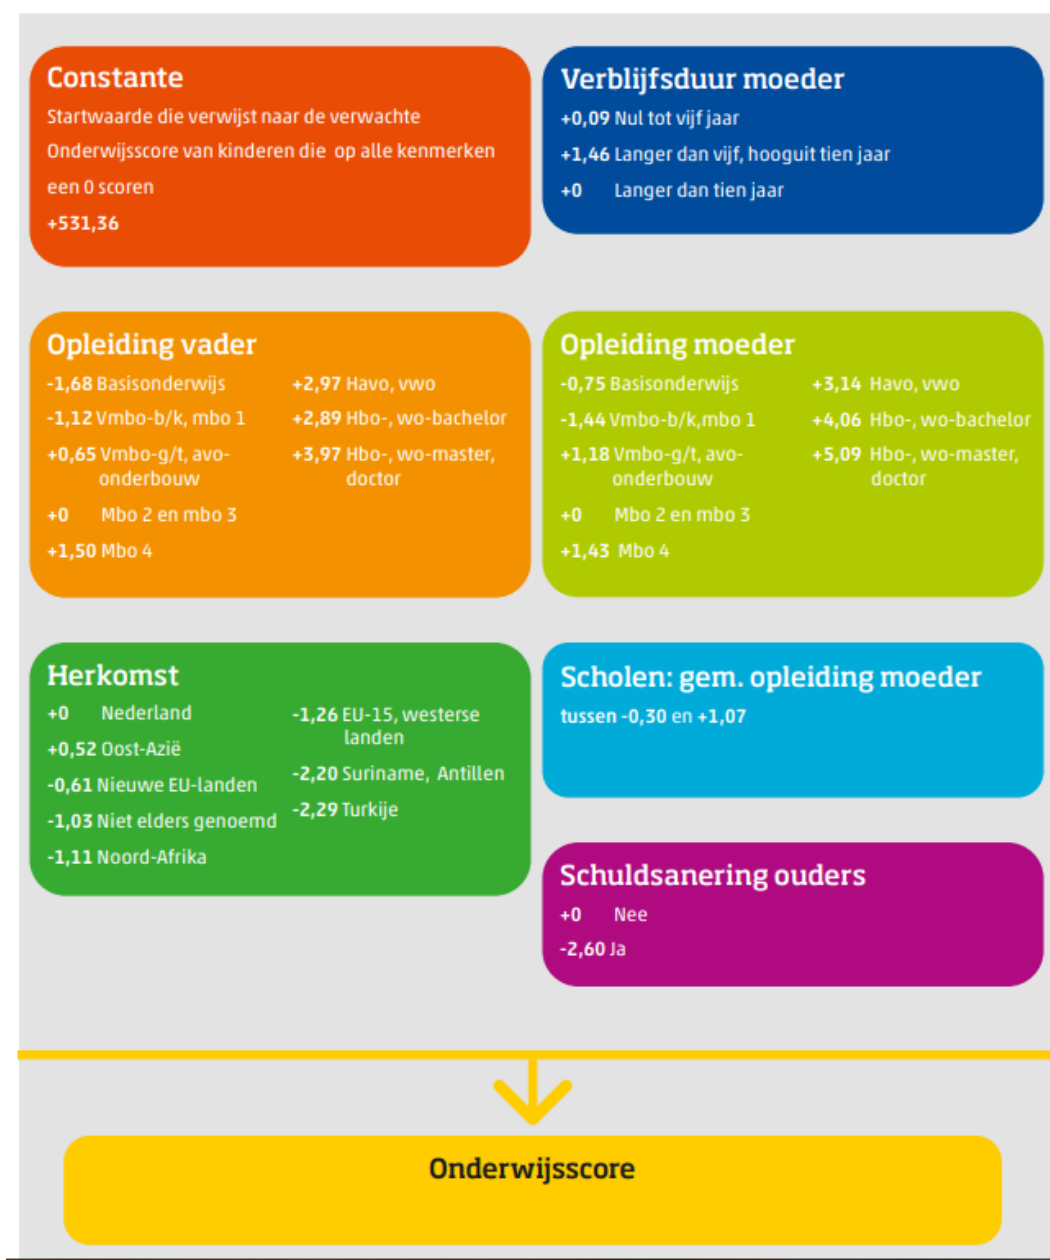 Constante
Startwaarde die verwijst naar de verwachte
Onderwijsscore van kinderen die op alle kenmerken
een 0 scoren
+531,36
Verblijfsduur moeder
+0,09 Nul tot vijf jaar
+1,46 Langer dan vijf, hooguit tien jaar
+0 Langer dan tien jaar
Opleiding vader
-1,68 Basisonderwijs
-1,12 Vmbo-b/k, mbo 1
+0,65 Vmbo-g/t, avo-
onderbouw
+0 Mbo 2 en mbo 3
+1,50 Mbo 4
+2,97 Havo, vwo
+2,89 Hbo-, wo-bachelor
+3,97 Hbo-, wo-master,
doctor
Opleiding moeder
-0,75 Basisonderwijs
-1,44 Vmbo-b/k,mbo 1
+1,18 Vmbo-g/t, avo-
onderbouw
+0 Mbo 2 en mbo 3
+1,43 Mbo 4
+3,14 Havo, vwo
+4,06 Hbo-, wo-bachelor
+5,09 Hbo-, wo-master,
doctor
Herkomst
+0 Nederland
+0,52 Oost-Azië
-0,61 Nieuwe EU-landen
-1,03 Niet elders genoemd
-1,11 Noord-Afrika
-1,26 EU-15, westerse
landen
-2,20 Suriname, Antillen
-2,29 Turkije
Scholen: gem. opleiding moeder
tussen -0,30 en +1,07
Schuldsanering ouders
+0 Nee
-2,60 Ja
Onderwijsscore